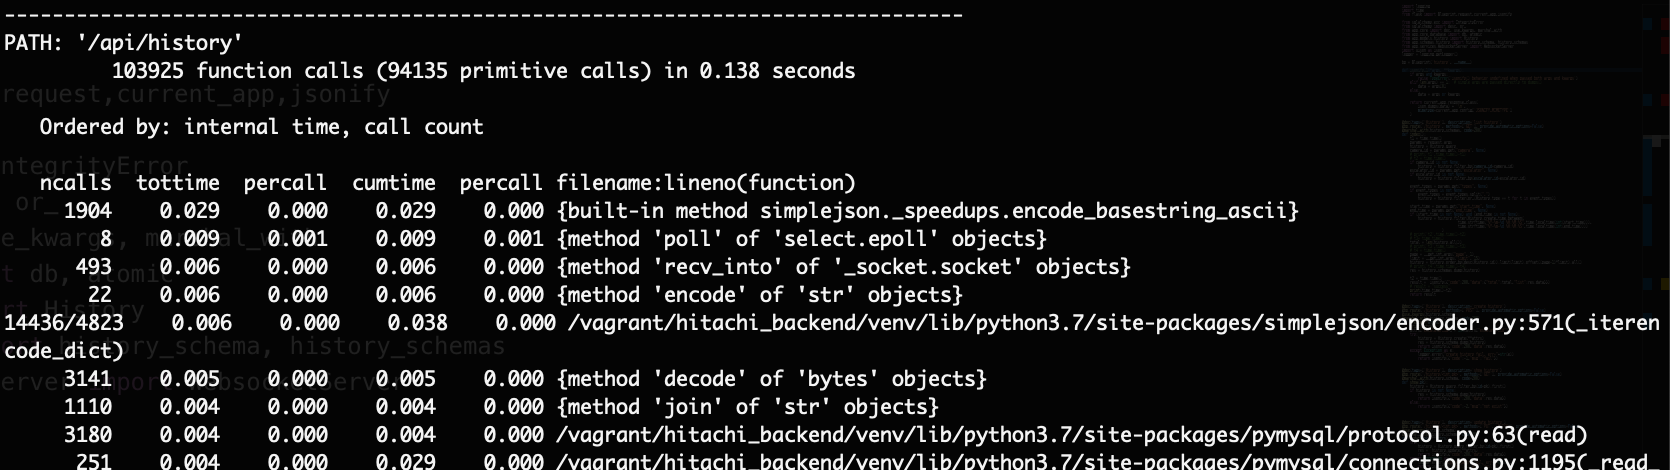 --------------------------------------------------------------------------------
PATH: '/api/history'
103925 function calls (94135 primitive calls) in 0.138 seconds
request,current_app,jsonify
Ordered by: internal time, call count
ntegrityError
ncalls tottime percall cumtime percall filename:lineno(function)
or_
1904 0.029 0.000 0.029 0.000 {built-in method simplejson._speedups.encode_basestring_ascii}
8 0.009 0.001 0.009 0.001 {method 'poll' of 'select.epoll' objects}
493 0.006 0.000 0.006 0.000 {method 'recv_into' of '_socket.socket' objects}
22 0.006 0.000 0.006 0.000 {method 'encode' of 'str' objects}
14436/4823 0.006 0.000 0.038 0.000 /vagrant/hitachi_backend/venv/lib/python3.7/site-packages/simplejson/encoder.py:571(_iteren
code_dict)
history_schema, history_schemas
3141 0.005 0.000 0.005 0.000 {method 'decode' of 'bytes' objects}
1110 0.004 0.000 0.004 0.000 {method 'join' of 'str' objects}
3180 0.004 0.000 0.004 0.000 /vagrant/hitachi_backend/venv/lib/python3.7/site-packages/pymysql/protocol.py:63(read)
251 0.004 0.000 0.029 0.000 /vagrant/hitachi_backend/venv/lib/python3.7/site-packages/pymysql/connections.py:1195(_read